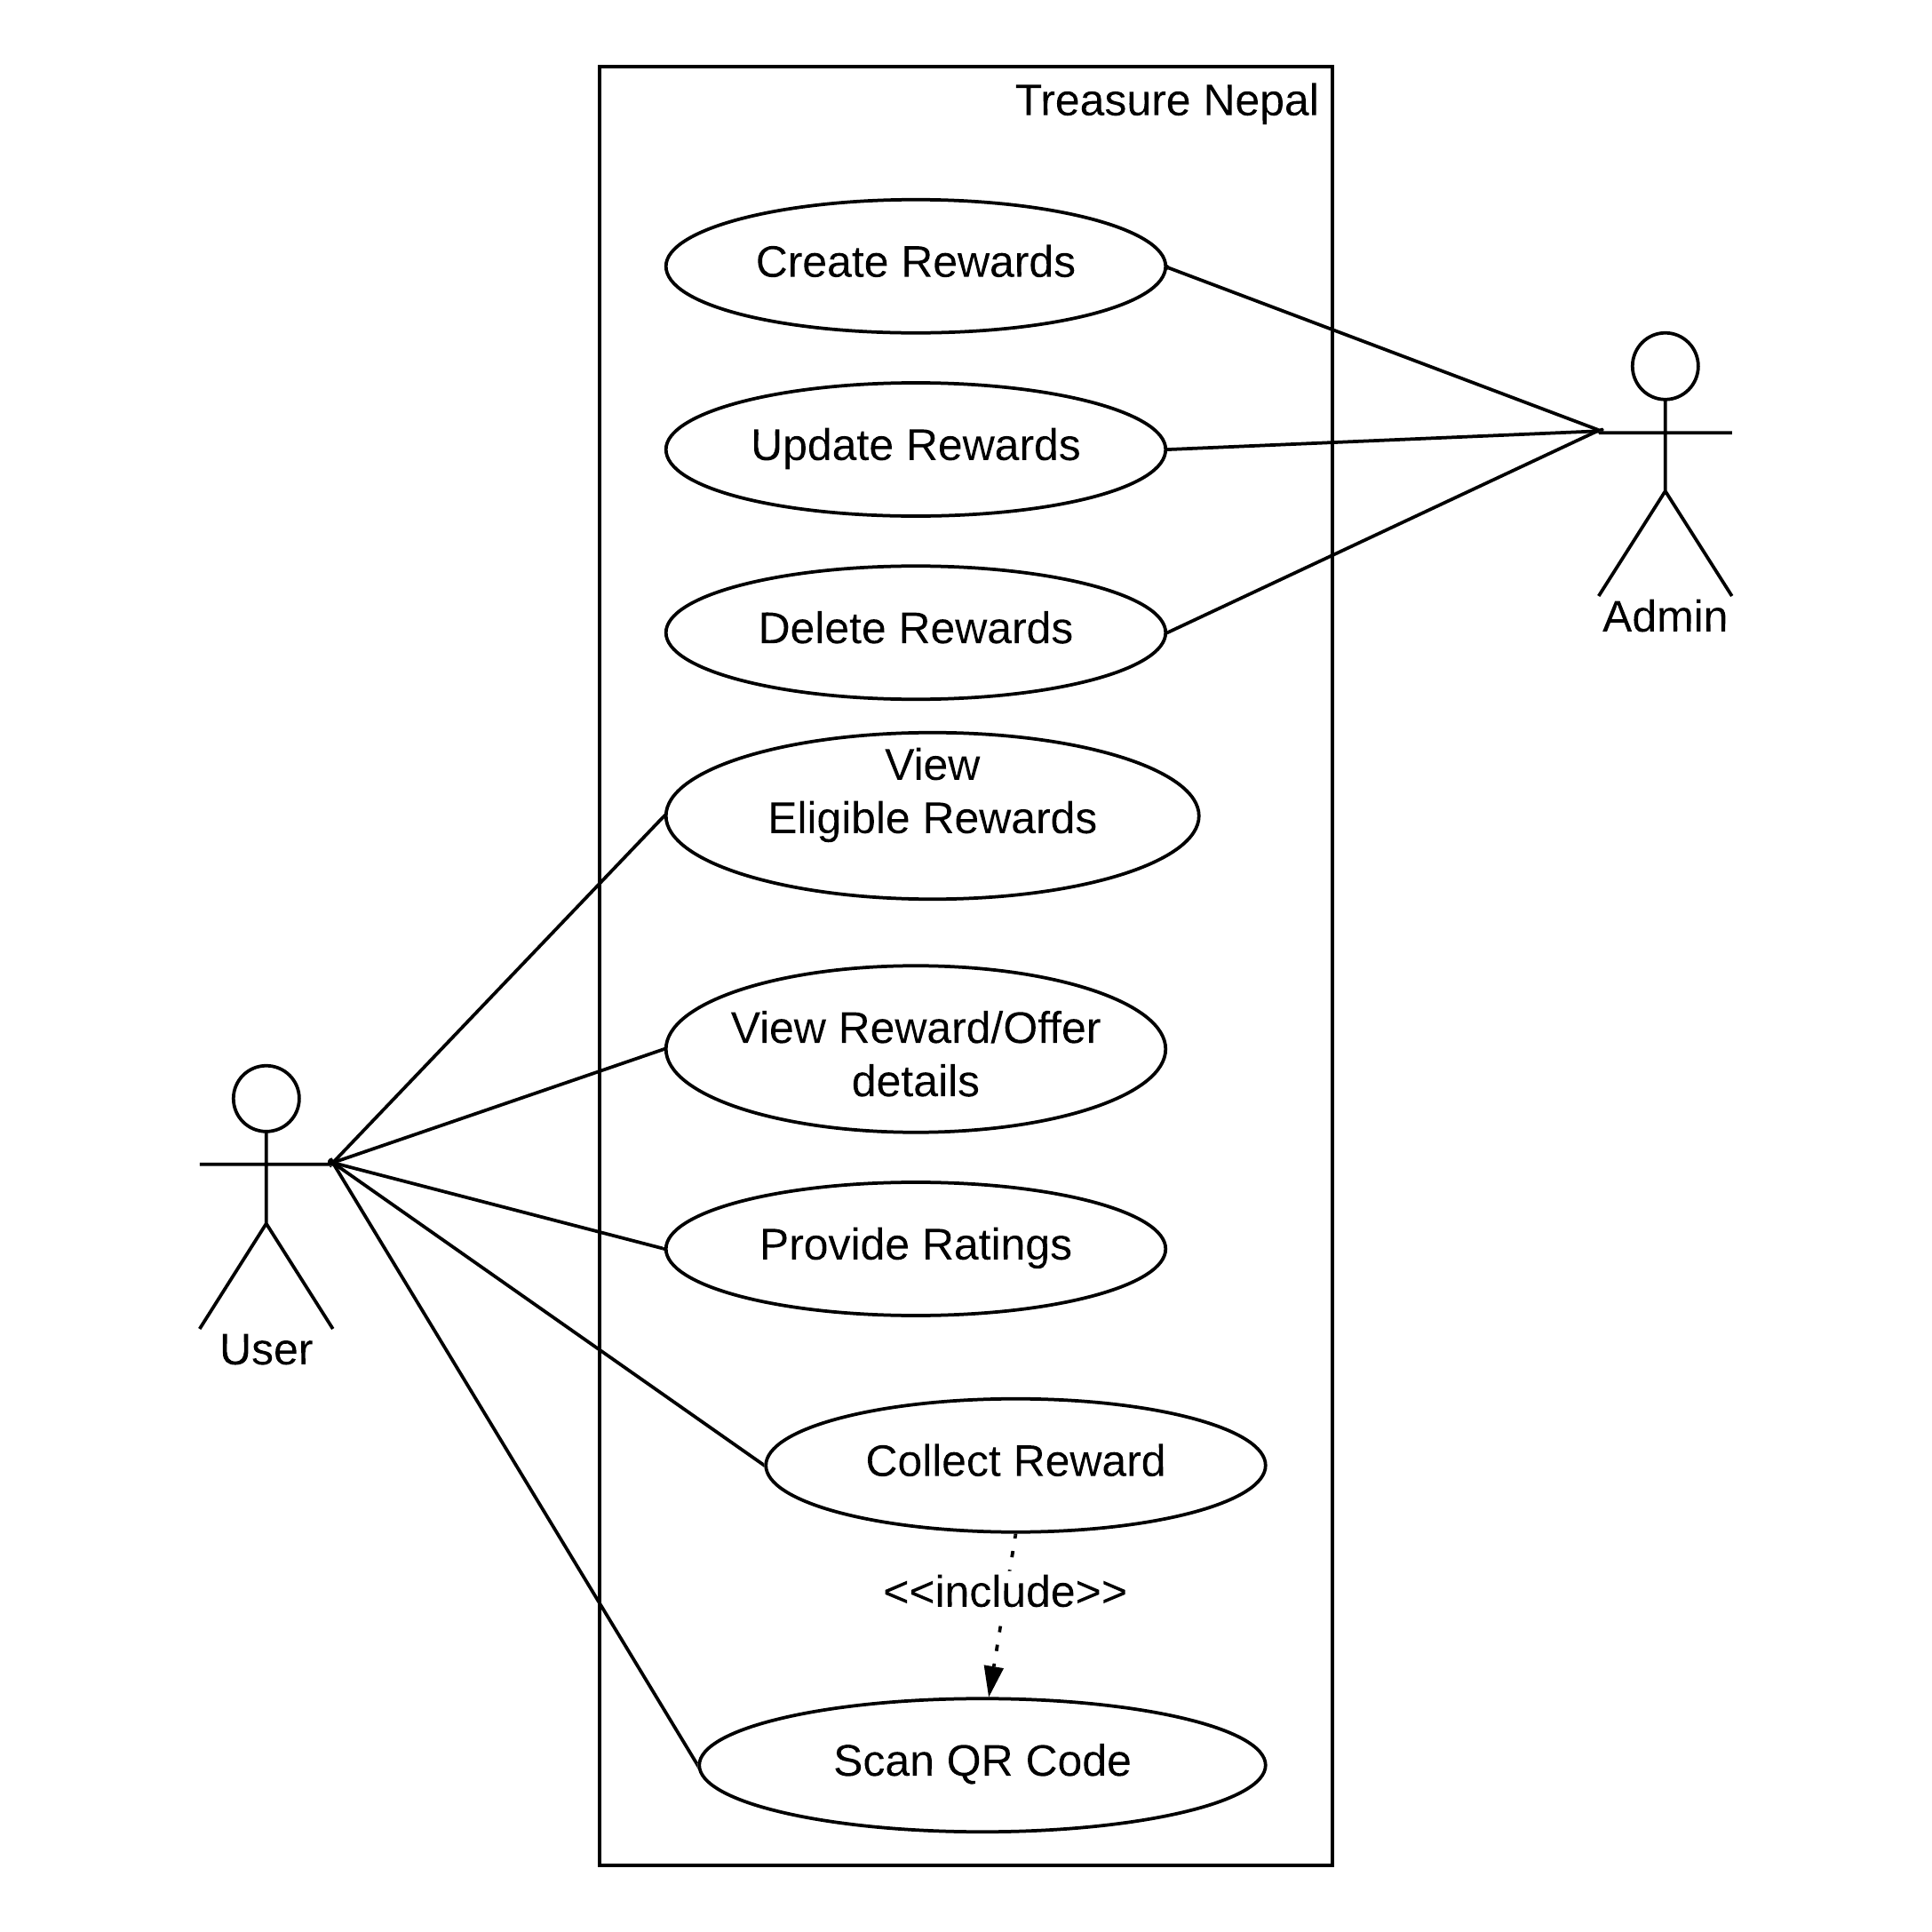 Treasure Nepal
Create Rewards
Update Rewards
Delete Rewards
Admin
View
Eligible Rewards
View Reward/Offer
details
Provide Ratings
User
Collect Reward
<<include>>
Scan QR Code